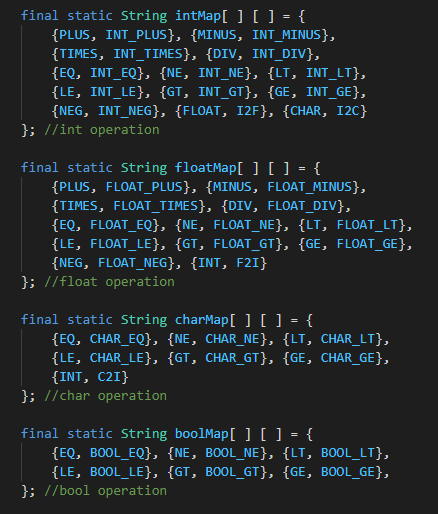 final static String intMap[ ] [ ] = {
    {PLUS, INT_PLUS}, {MINUS, INT_MINUS},
    {TIMES, INT_TIMES}, {DIV, INT_DIV},
    {EQ, INT_EQ}, {NE, INT_NE}, {LT, INT_LT},
    {LE, INT_LE}, {GT, INT_GT}, {GE, INT_GE},
    {NEG, INT_NEG}, {FLOAT, I2F}, {CHAR, I2C}
}; //int operation

final static String floatMap[ ] [ ] = {
    {PLUS, FLOAT_PLUS}, {MINUS, FLOAT_MINUS},
    {TIMES, FLOAT_TIMES}, {DIV, FLOAT_DIV},
    {EQ, FLOAT_EQ}, {NE, FLOAT_NE}, {LT, FLOAT_LT},
    {LE, FLOAT_LE}, {GT, FLOAT_GT}, {GE, FLOAT_GE},
    {NEG, FLOAT_NEG}, {INT, F2I}
}; //float operation

final static String charMap[ ] [ ] = {
    {EQ, CHAR_EQ}, {NE, CHAR_NE}, {LT, CHAR_LT},
    {LE, CHAR_LE}, {GT, CHAR_GT}, {GE, CHAR_GE},
    {INT, C2I}
}; //char operation

final static String boolMap[ ] [ ] = {
    {EQ, BOOL_EQ}, {NE, BOOL_NE}, {LT, BOOL_LT},
    {LE, BOOL_LE}, {GT, BOOL_GT}, {GE, BOOL_GE},
}; //bool operation